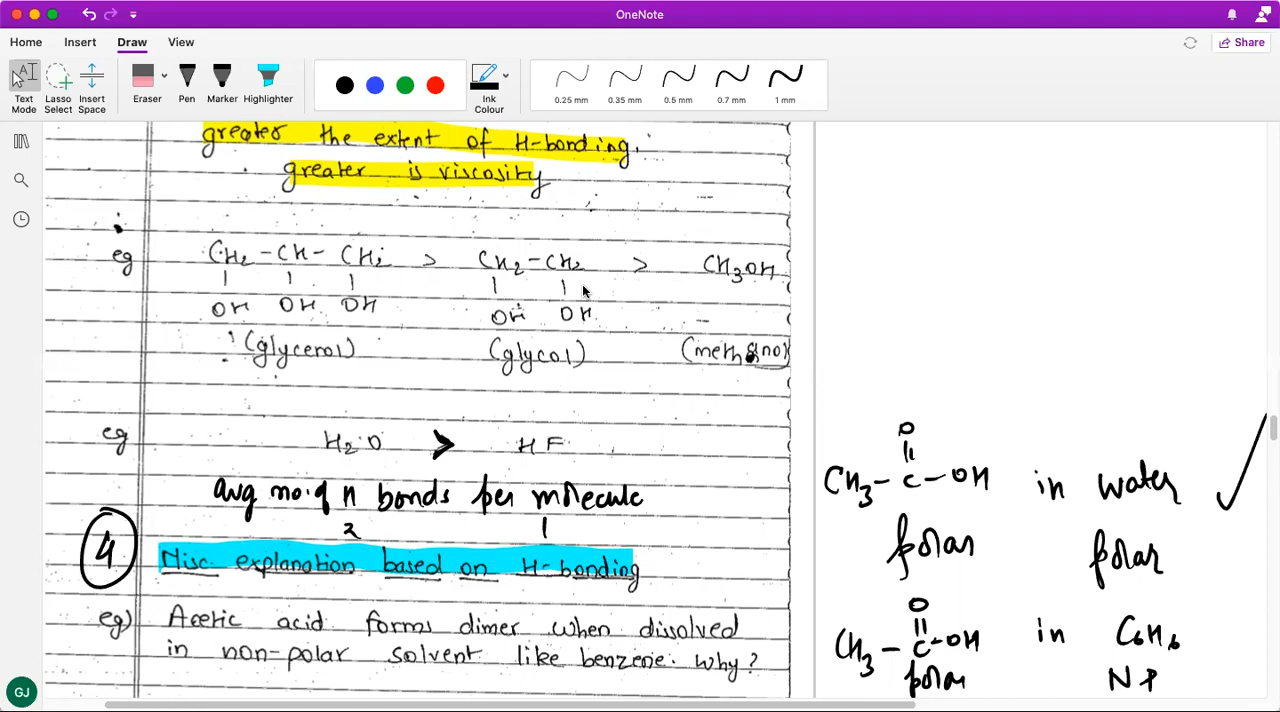 OneNote
Home Insert Draw View
Share
Text Mode
Lasso Select
Insert Space
Eraser
Pen
Marker
Highlighter
Ink Colour
0.25 mm
0.35 mm
0.5 mm
0.7 mm
1 mm
greater the extent of H-bonding.
greater is viscosity
eg CH2 - CH - CH2 > CH2 - CH2 > CH3OH
OH OH OH OH OH
(glycerol) (glycol) (methanol)
eg H2O > HF
avg no. of H bonds per molecule
2 1
4 Misc. explanation based on H-bonding
eg) Acetic acid forms dimer when dissolved
in non-polar solvent like benzene. Why?
O
CH3 - C - OH in water
polar polar
O
CH3 - C - OH in C6H6
polar NP
GJ